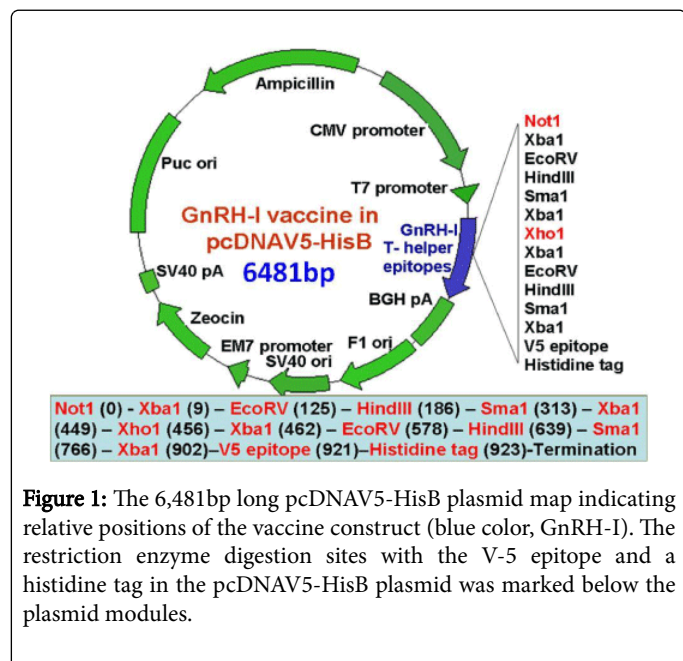 Ampicillin
CMV promoter
Puc ori
T7 promoter
GnRH-I vaccine in
pcDNAV5-HisB
6481bp
GnRH-I,
T- helper
epitopes
SV40 pA
BGH pA
Zeocin
EM7 promoter
F1 ori
SV40 ori
Not1
Xba1
EcoRV
HindIII
Sma1
Xba1
Xho1
Xba1
EcoRV
HindIII
Sma1
Xba1
V5 epitope
Histidine tag
Not1 (0) - Xba1 (9) – EcoRV (125) – HindIII (186) – Sma1 (313) – Xba1
(449) – Xho1 (456) – Xba1 (462) – EcoRV (578) – HindIII (639) – Sma1
(766) – Xba1 (902)–V5 epitope (921)–Histidine tag (923)-Termination
Figure 1: The 6,481bp long pcDNAV5-HisB plasmid map indicating
relative positions of the vaccine construct (blue color, GnRH-I). The
restriction enzyme digestion sites with the V-5 epitope and a
histidine tag in the pcDNAV5-HisB plasmid was marked below the
plasmid modules.